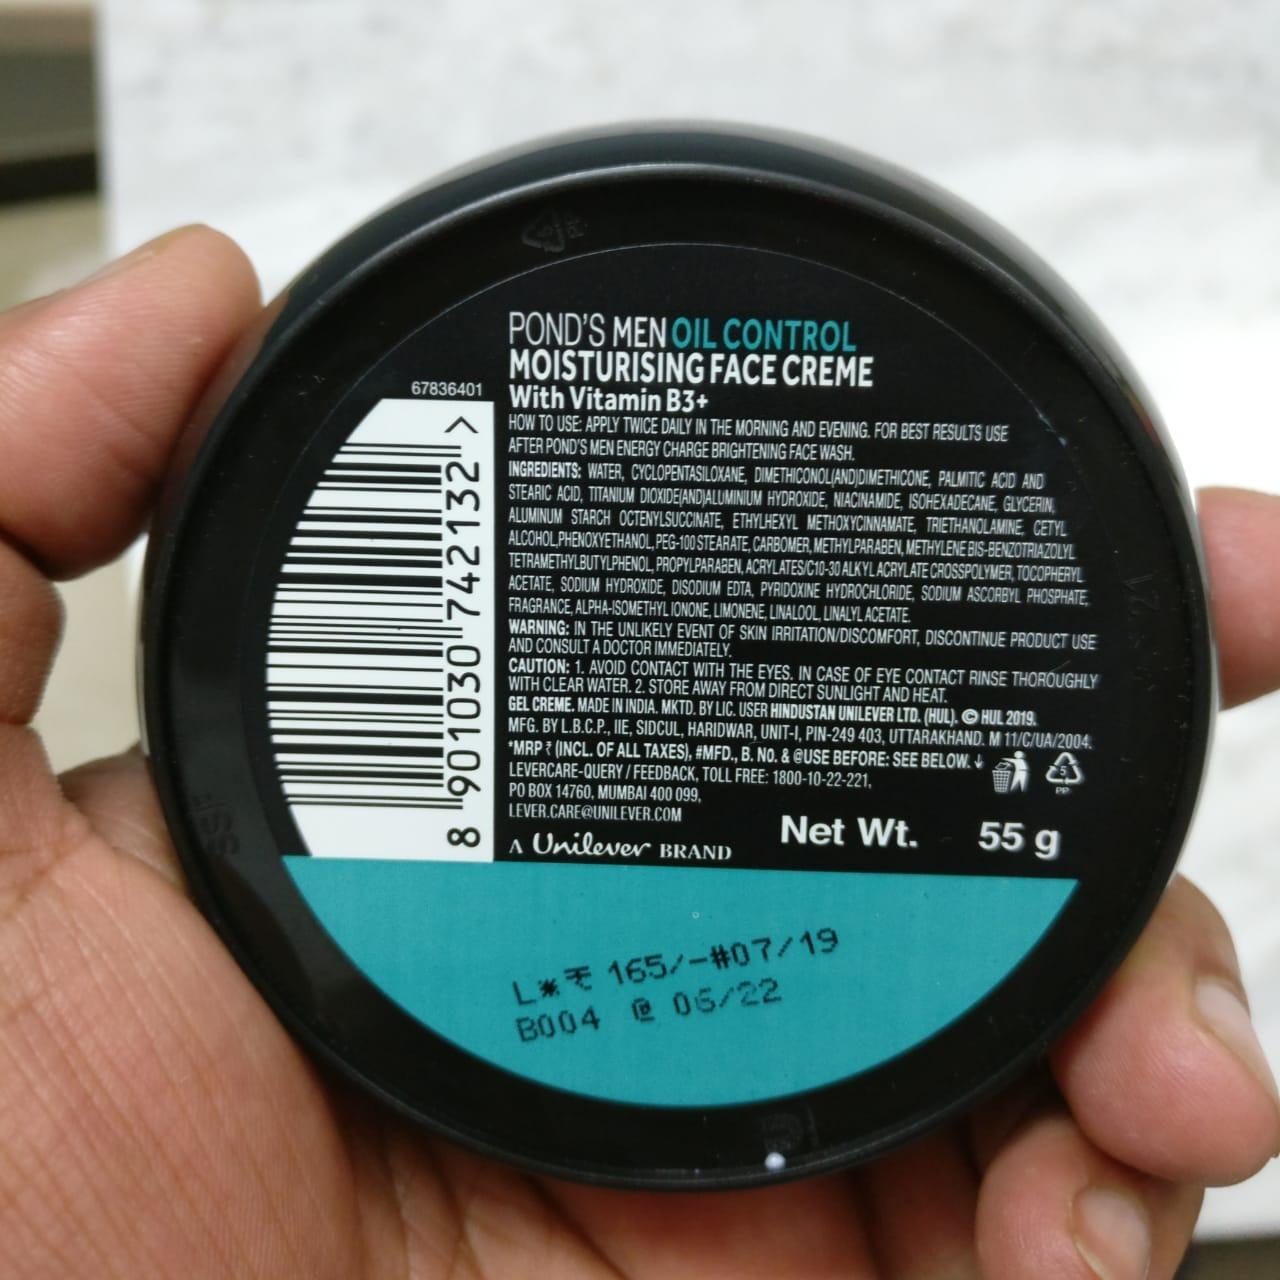 POND'S MEN OIL CONTROL
MOISTURISING FACE CREME
With Vitamin B3+
HOW TO USE: APPLY TWICE DAILY IN THE MORNING AND EVENING. FOR BEST RESULTS USE
AFTER POND'S MEN ENERGY CHARGE BRIGHTENING FACE WASH.
INGREDIENTS: WATER, CYCLOPENTASILOXANE, DIMETHICONOL(AND)DIMETHICONE, PALMITIC ACID AND
STEARIC ACID, TITANIUM DIOXIDE(AND)ALUMINIUM HYDROXIDE, NIACINAMIDE, ISOHEXADECANE, GLYCERIN,
ALUMINUM STARCH OCTENYLSUCCINATE, ETHYLHEXYL METHOXYCINNAMATE, TRIETHANOLAMINE, CETYL
ALCOHOL, PHENOXYETHANOL, PEG-100 STEARATE, CARBOMER, METHYLPARABEN, METHYLENE BIS-BENZOTRIAZOLYL
TETRAMETHYLBUTYLPHENOL, PROPYLPARABEN, ACRYLATES/C10-30 ALKYL ACRYLATE CROSSPOLYMER, TOCOPHERYL
ACETATE, SODIUM HYDROXIDE, DISODIUM EDTA, PYRIDOXINE HYDROCHLORIDE, SODIUM ASCORBYL PHOSPHATE,
FRAGRANCE, ALPHA-ISOMETHYL IONONE, LIMONENE, LINALOOL, LINALYL ACETATE.
WARNING: IN THE UNLIKELY EVENT OF SKIN IRRITATION/DISCOMFORT, DISCONTINUE PRODUCT USE
AND CONSULT A DOCTOR IMMEDIATELY.
CAUTION: 1. AVOID CONTACT WITH THE EYES. IN CASE OF EYE CONTACT RINSE THOROUGHLY
WITH CLEAR WATER. 2. STORE AWAY FROM DIRECT SUNLIGHT AND HEAT.
GEL CREME. MADE IN INDIA. MKTD. BY LIC. USER HINDUSTAN UNILEVER LTD. (HUL). © HUL 2019.
MFG. BY L.B.C.P., IIE, SIDCUL, HARIDWAR, UNIT-I, PIN-249 403, UTTARAKHAND. M 11/C/UA/2004.
*MRP ₹ (INCL. OF ALL TAXES), #MFD., B. No. & @USE BEFORE: SEE BELOW. ↓
LEVERCARE-QUERY / FEEDBACK, TOLL FREE: 1800-10-22-221,
PO BOX 14760, MUMBAI 400 099,
LEVER.CARE@UNILEVER.COM
A Unilever BRAND
Net Wt. 55 g
5
PP
67836401
8 901030 742132 >
L*₹ 165/-#07/19
B004 @ 06/22